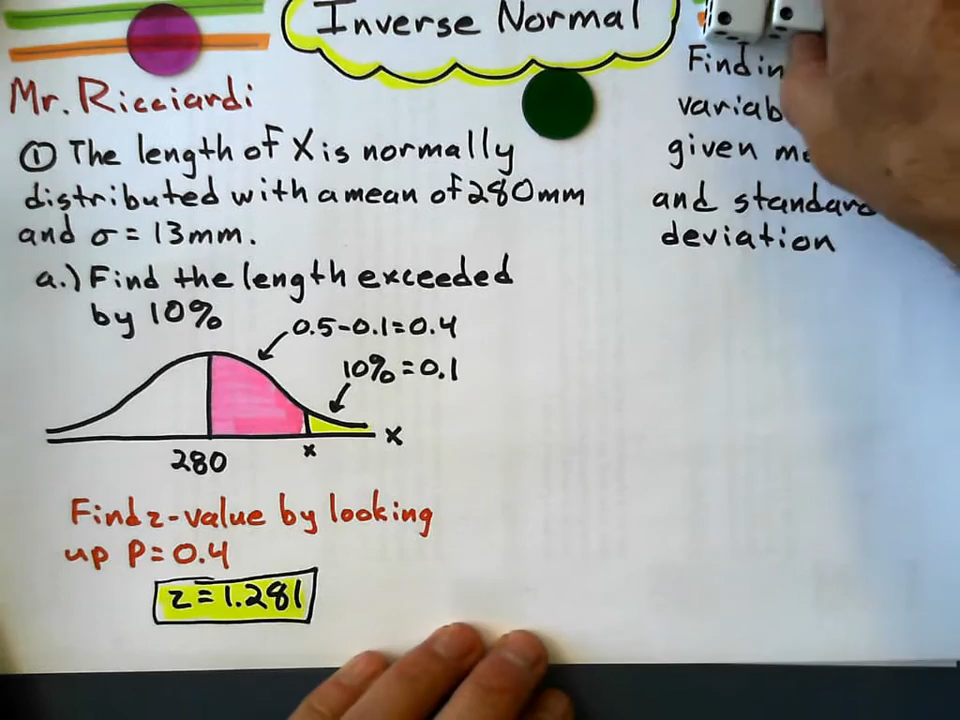 Inverse Normal
Mr. Ricciardi
① The length of X is normally
distributed with a mean of 280mm
and σ = 13mm.
a.) Find the length exceeded
by 10%
0.5-0.1=0.4
10% = 0.1
x
280
x
Find z-value by looking
up P=0.4
z=1.281
given
and standard
deviation